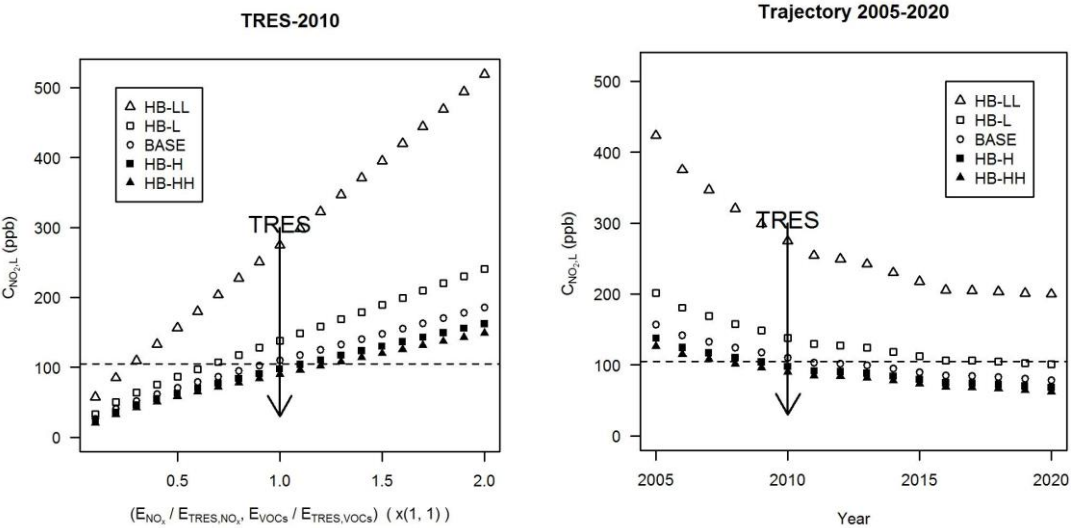 TRES-2010
500
400
300
200
100
0
C_NO₂,L (ppb)
HB-LL
HB-L
BASE
HB-H
HB-HH
TRES
0.5
1.0
1.5
2.0
(E_NOₓ / E_TRES,NOₓ, E_VOCs / E_TRES,VOCs) ( x(1, 1) )
Trajectory 2005-2020
500
400
300
200
100
0
C_NO₂,L (ppb)
HB-LL
HB-L
BASE
HB-H
HB-HH
TRES
2005
2010
2015
2020
Year